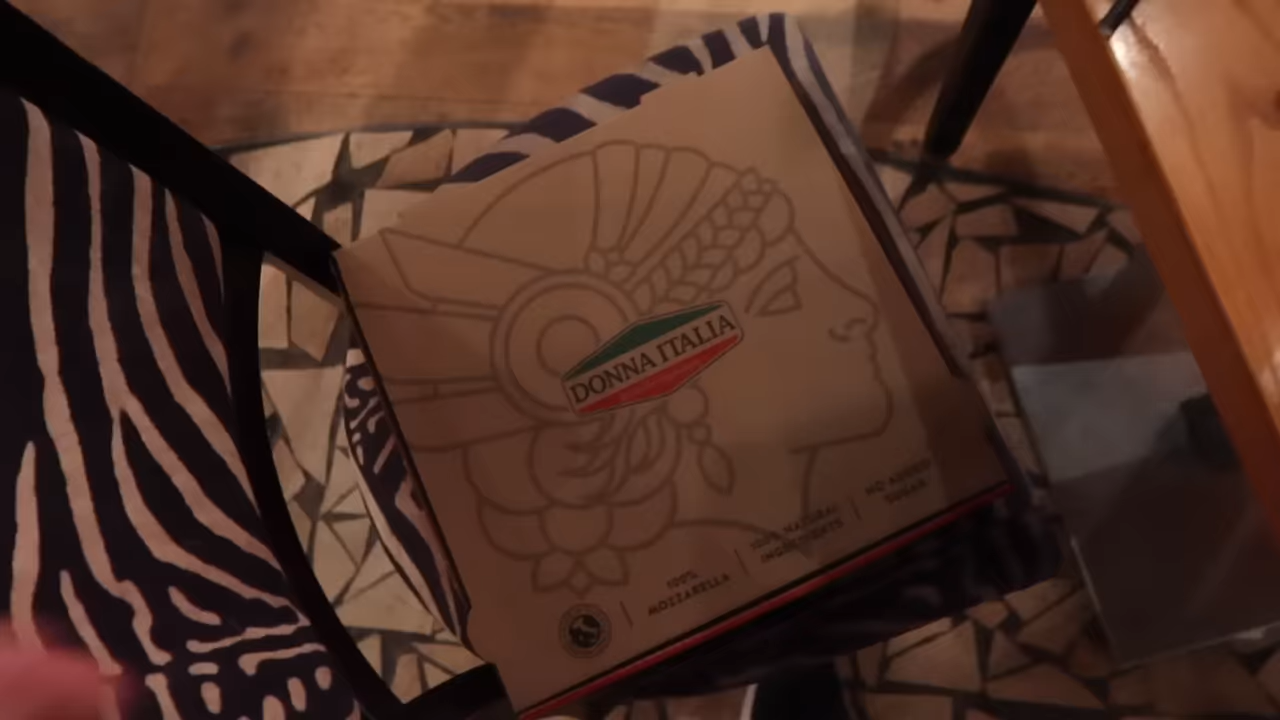 DONNA ITALIA
100%
MOZZARELLA
100% NATURAL
INGREDIENTS
NO ADDED
SUGAR